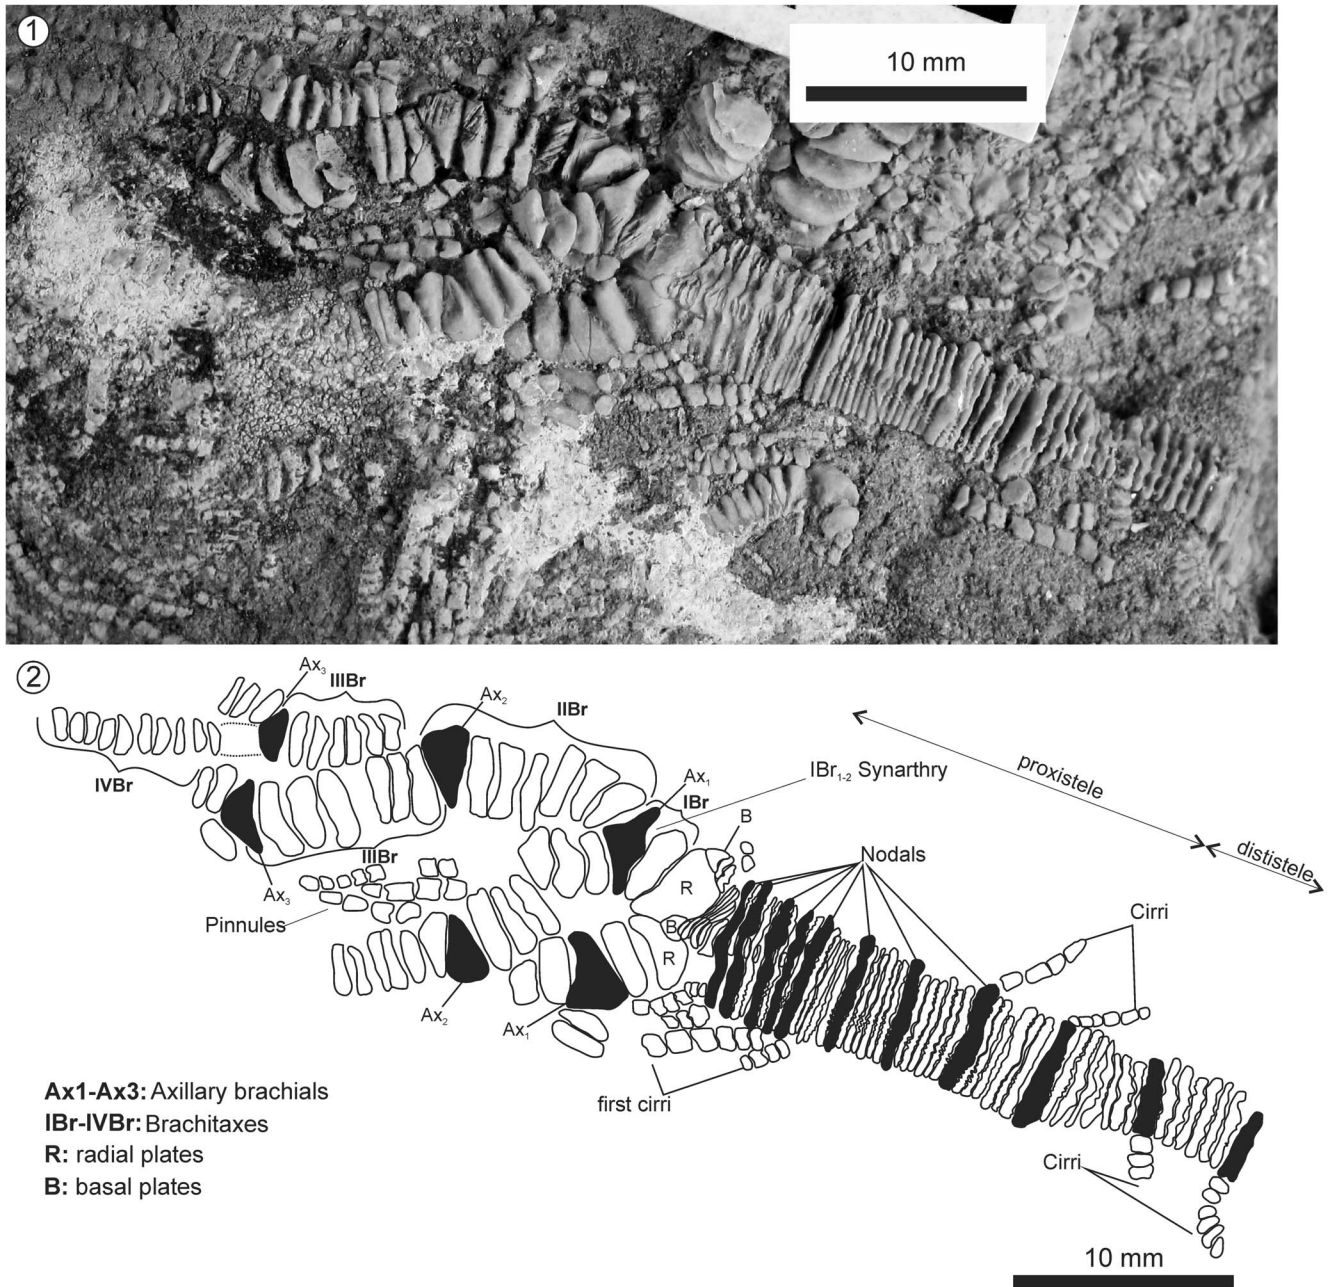 1
10 mm
2
Ax3
IIIBr
Ax2
IIBr
proxistele
dististele
IVBr
IBr1-2 Synarthry
Ax1
IBr
B
Nodals
IIIBr
Ax3
R
Pinnules
B
R
Cirri
Ax2
Ax1
first cirri
Ax1-Ax3: Axillary brachials
IBr-IVBr: Brachitaxes
R: radial plates
B: basal plates
Cirri
10 mm